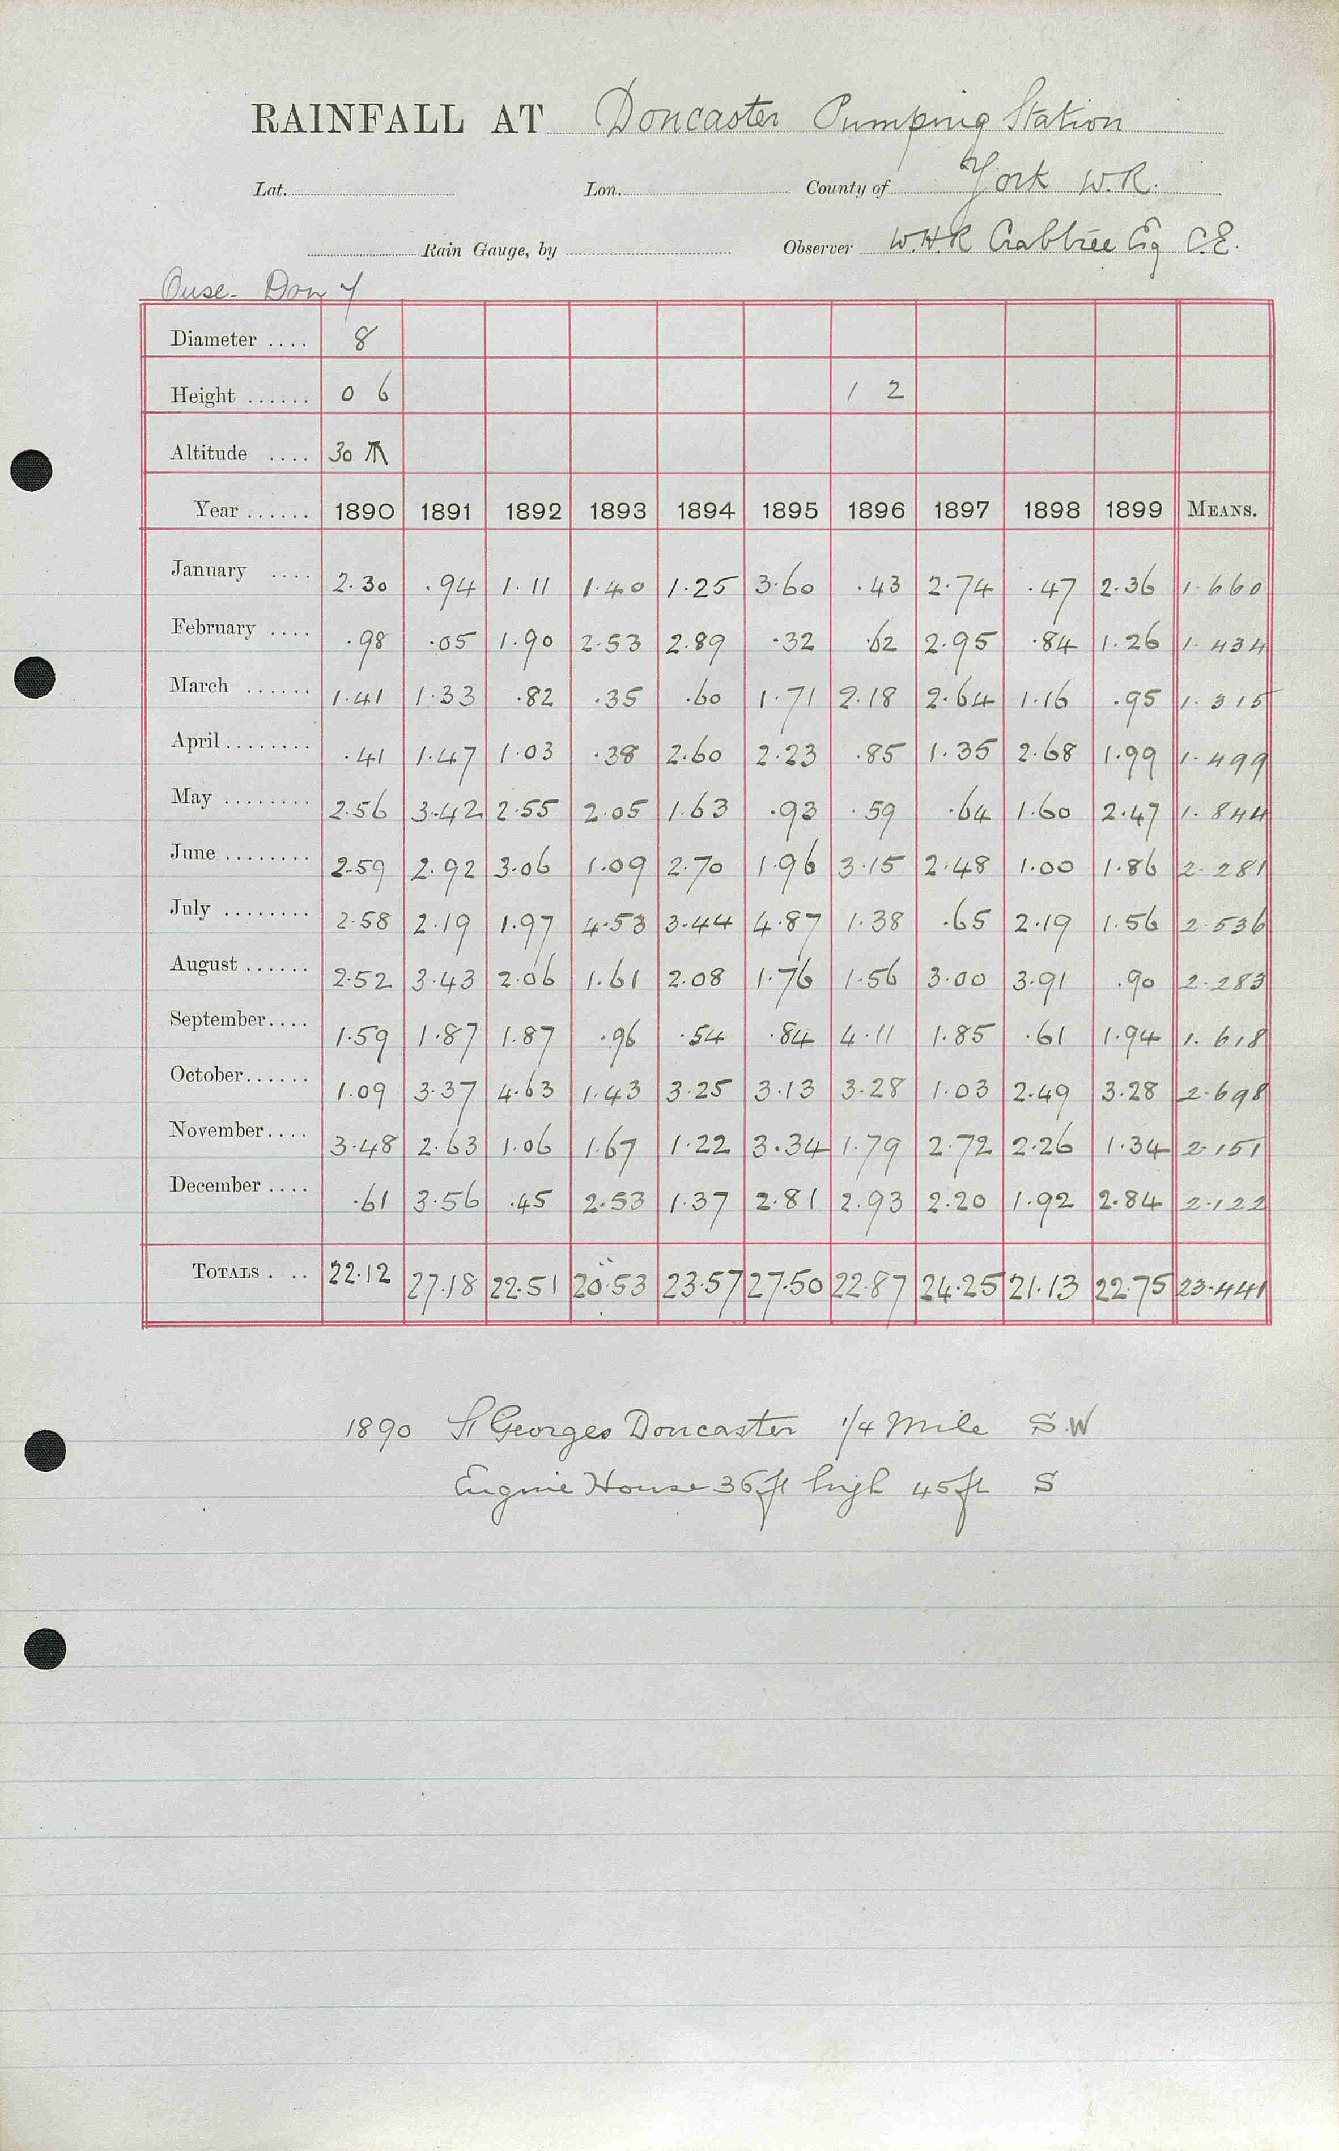 RAINFALL AT Doncaster Pumping Station
Lat. Lon. County of York W.R.
Rain Gauge, by Observer W.H.R Crabtree Esq C.E.
Ouse. Don 4
Diameter .... 8
Height ...... 0 6 1 2
Altitude .... 30
Year ...... 1890 1891 1892 1893 1894 1895 1896 1897 1898 1899 MEANS.
January .... 2.30 .94 1.11 1.40 1.25 3.60 .43 2.74 .47 2.36 1.660
February .... .98 .05 1.90 2.53 2.89 .32 .62 2.95 .84 1.26 1.434
March ...... 1.41 1.33 .82 .35 .60 1.71 2.18 2.64 1.16 .95 1.315
April ........ .41 1.47 1.03 .38 2.60 2.23 .85 1.35 2.68 1.99 1.499
May ........ 2.56 3.42 2.55 2.05 1.63 .93 .59 .64 1.60 2.47 1.844
June ........ 2.59 2.92 3.06 1.09 2.70 1.96 3.15 2.48 1.00 1.86 2.281
July ........ 2.58 2.19 1.97 4.53 3.44 4.87 1.38 .65 2.19 1.56 2.536
August ...... 2.52 3.43 2.06 1.61 2.08 1.76 1.56 3.00 3.91 .90 2.283
September.... 1.59 1.87 1.87 .96 .54 .84 4.11 1.85 .61 1.94 1.618
October...... 1.09 3.37 4.63 1.43 3.25 3.13 3.28 1.03 2.49 3.28 2.698
November.... 3.48 2.63 1.06 1.67 1.22 3.34 1.79 2.72 2.26 1.34 2.151
December .... .61 3.56 .45 2.53 1.37 2.81 2.93 2.20 1.92 2.84 2.122
TOTALS .... 22.12 27.18 22.51 20.53 23.57 27.50 22.87 24.25 21.13 22.75 23.441
1890 St Georges Doncaster 1/4 Mile S.W
Engine House 36ft high 45ft S